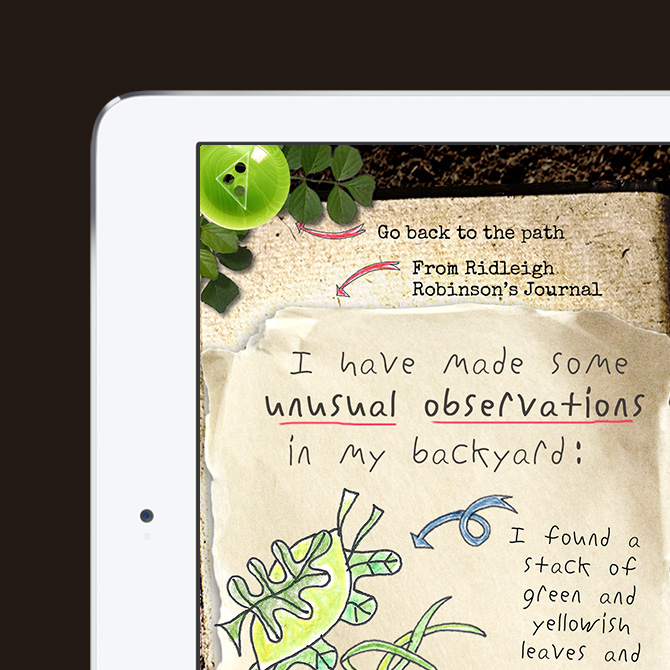 Go back to the path
From Ridleigh
Robinson's Journal
I have made some
unusual observations
in my backyard:
I found a
stack of
green and
yellowish
leaves and